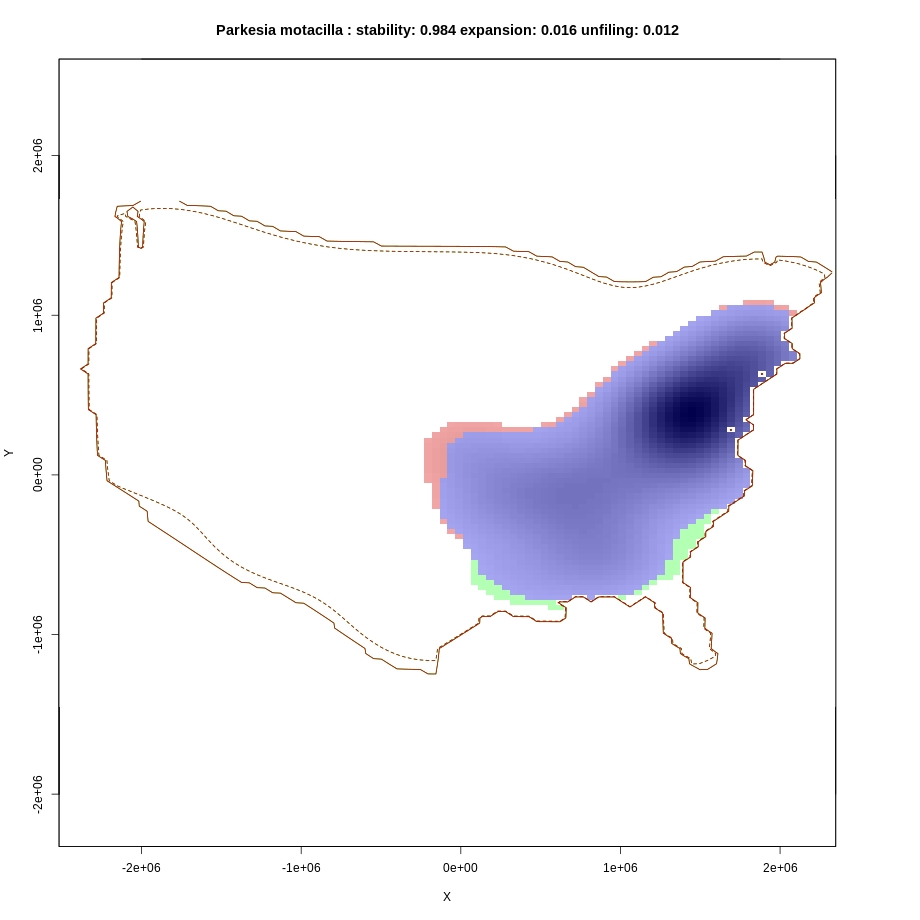 Parkesia motacilla : stability: 0.984 expansion: 0.016 unfiling: 0.012
2e+06
1e+06
Y
0e+00
-1e+06
-2e+06
-2e+06 -1e+06 0e+00 1e+06 2e+06
X